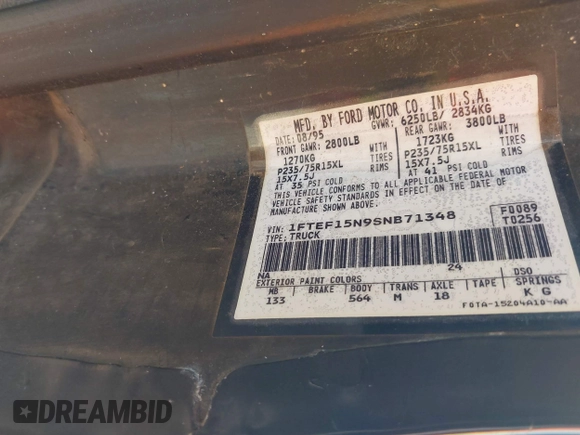 MFD. BY FORD MOTOR CO. IN U.S.A.
DATE: 08/95 GVWR: 6250LB/ 2834KG
FRONT GAWR: 2800LB REAR GAWR: 3800LB
1270KG WITH 1723KG WITH
P235/75R15XL TIRES P235/75R15XL TIRES
15X7.5J RIMS 15X7.5J RIMS
AT 35 PSI COLD AT 41 PSI COLD
THIS VEHICLE CONFORMS TO ALL APPLICABLE FEDERAL MOTOR
VEHICLE SAFETY STANDARDS IN EFFECT ON THE DATE OF
MANUFACTURE SHOWN ABOVE.
VIN: 1FTEF15N9SNB71348 F0089
TYPE: TRUCK T0256
NA 24
EXTERIOR PAINT COLORS DSO
WB BRAKE BODY TRANS AXLE TAPE SPRINGS
133 564 M 18 K G
F0TA-15204A10-AA
DREAMBID